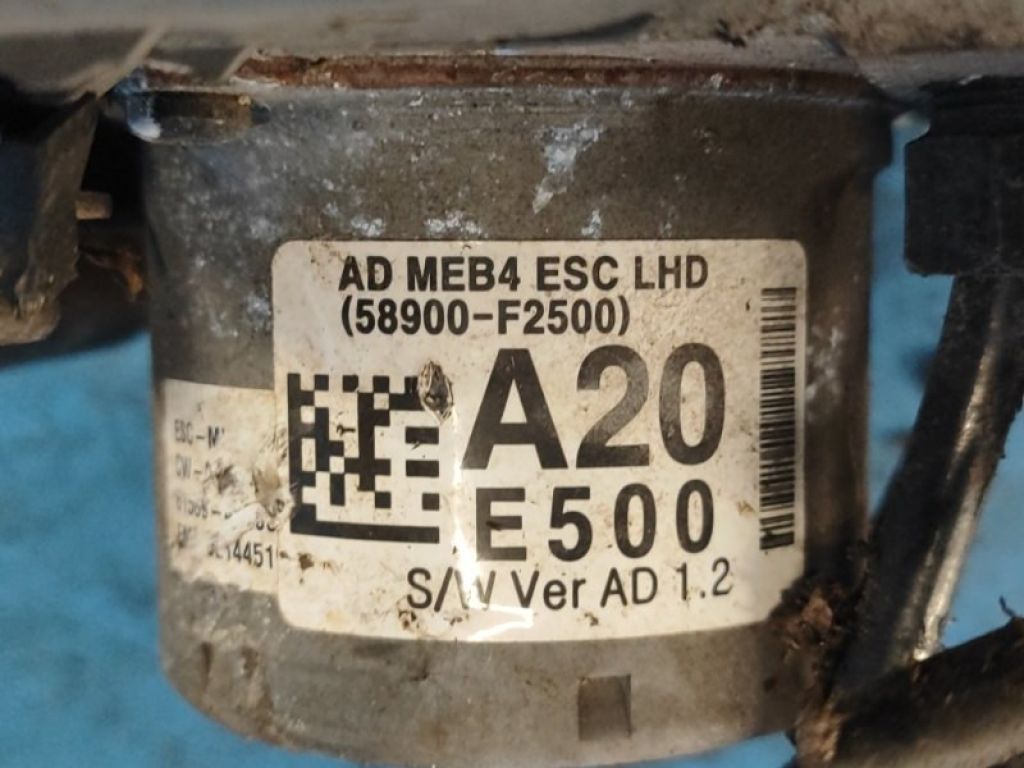 AD MEB4 ESC LHD
(58900-F2500)
A20
E500
S/W Ver AD 1.2